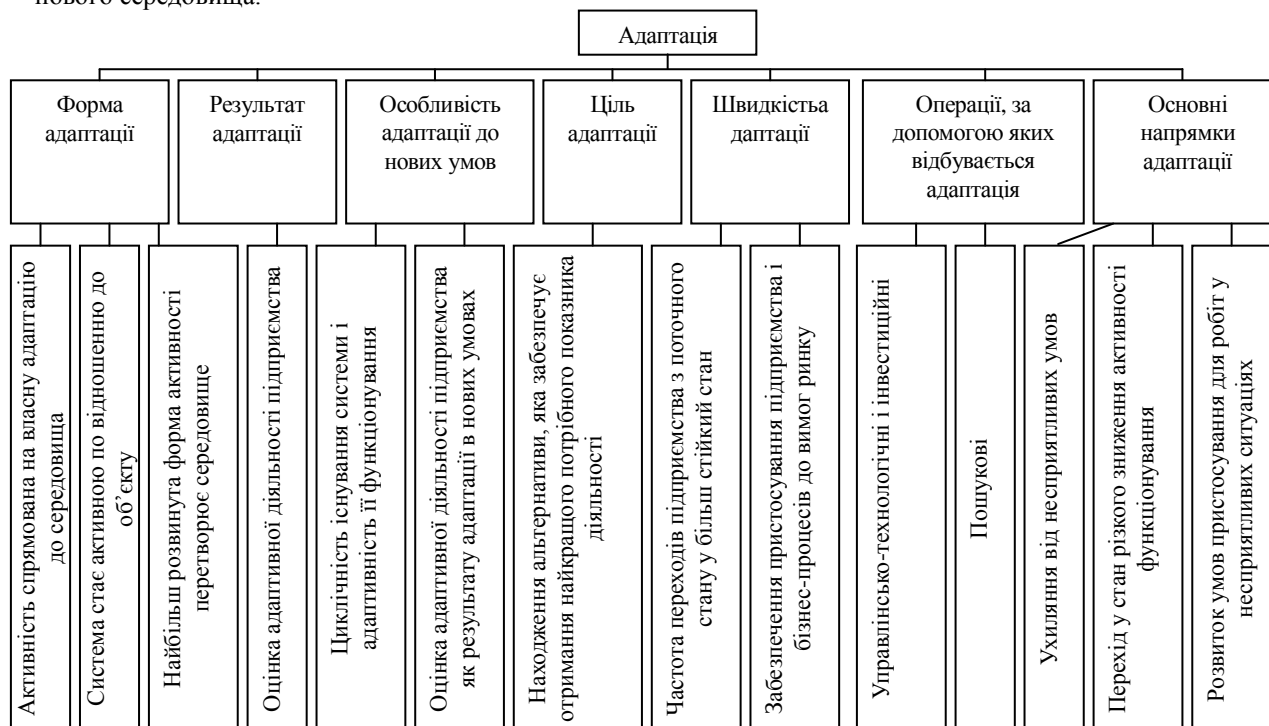 нового середовища.
Адаптація
Форма
адаптації
Результат
адаптації
Особливість
адаптації до
нових умов
Ціль
адаптації
Швидкістьа
даптації
Операції, за
допомогою яких
відбувається
адаптація
Основні
напрямки
адаптації
Активність спрямована на власну адаптацію
до середовища
Система стає активною по відношенню до
об’єкту
Найбільш розвинута форма активності
перетворює середовище
Оцінка адаптивної діяльності підприємства
Циклічність існування системи і
адаптивність її функціонування
Оцінка адаптивної діяльності підприємства
як результату адаптації в нових умовах
Находження альтернативи, яка забезпечує
отримання найкращого потрібного показника
діяльності
Частота переходів підприємства з поточного
стану у більш стійкий стан
Забезпечення пристосування підприємства і
бізнес-процесів до вимог ринку
Управлінсько-технологічні і інвестиційні
Пошукові
Ухиляння від несприятливих умов
Перехід у стан різкого зниження активності
функціонування
Розвиток умов пристосування для робіт у
несприятливих ситуаціях